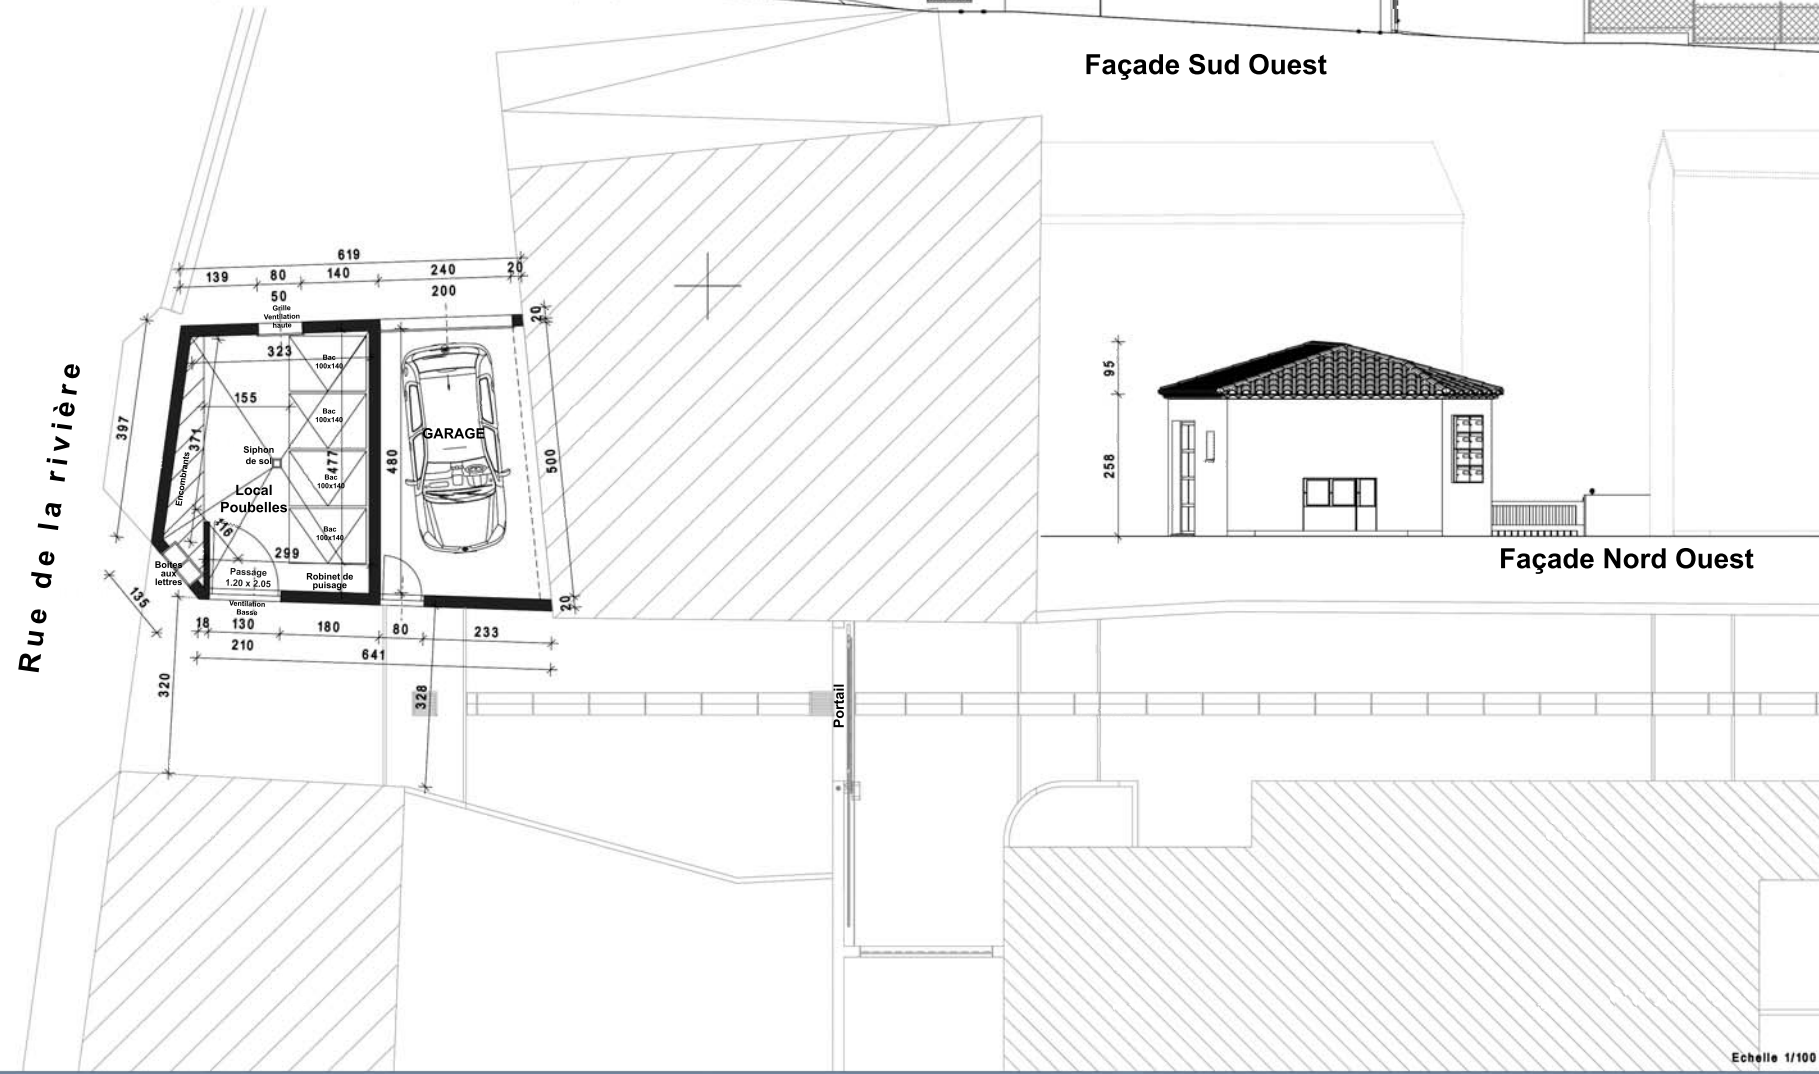 Façade Sud Ouest
619
139
80
140
240
20
50
200
Grille
Ventilation
haute
20
323
Bac
100x140
155
Bac
100x140
397
371
Siphon
de sol
477
GARAGE
480
500
Encombrants
Bac
100x140
Local
Poubelles
116
Bac
100x140
299
Boites
aux
lettres
Passage
1.20 x 2.05
Robinet de
puisage
Ventilation
Basse
135
20
18
130
180
80
233
210
641
320
328
Rue de la rivière
Portail
95
258
Façade Nord Ouest
Echelle 1/100